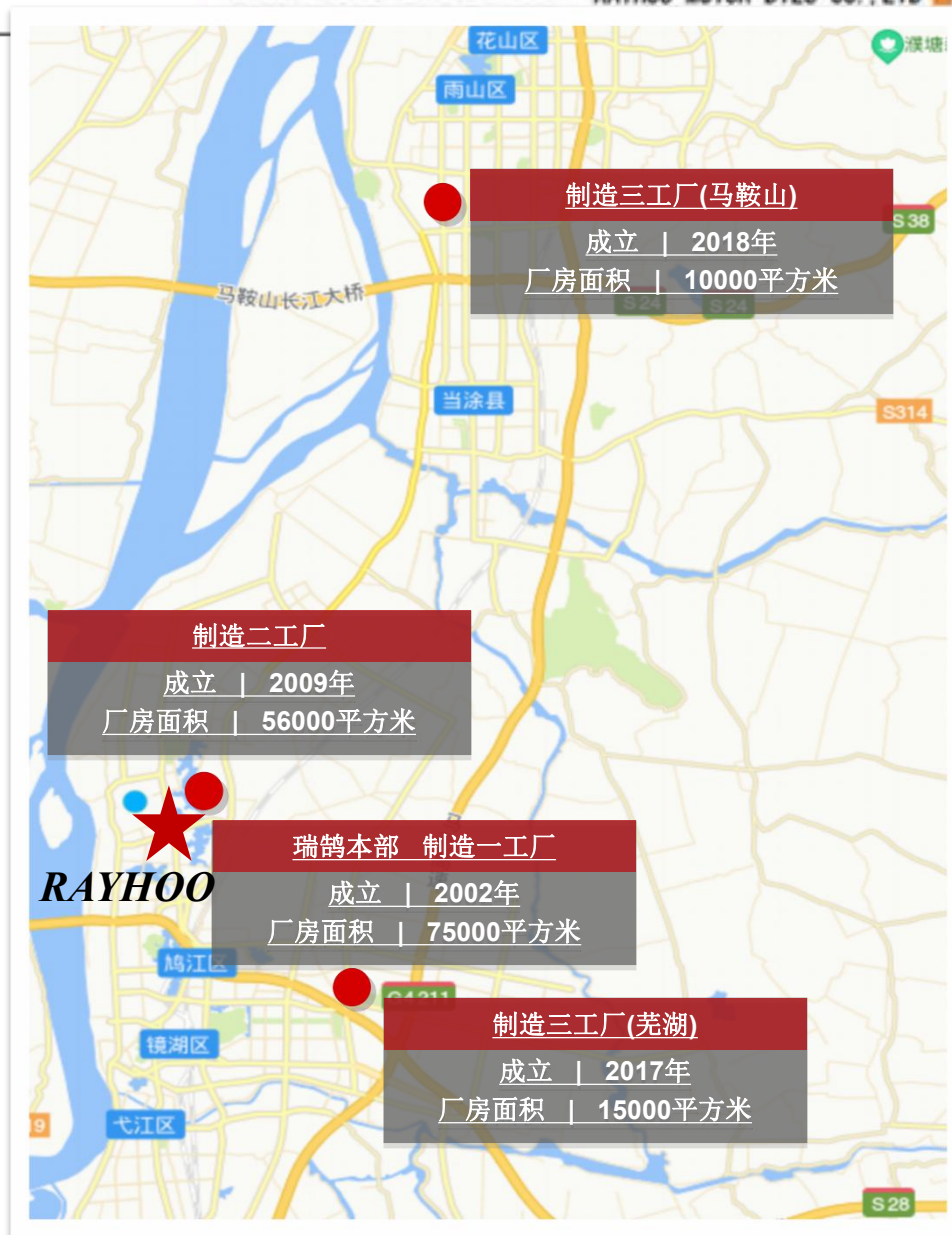 花山区
濮塘
雨山区
制造三工厂(马鞍山)
S 38
成立 | 2018年
厂房面积 | 10000平方米
马鞍山长江大桥
S 24
S 24
当涂县
S314
制造二工厂
成立 | 2009年
厂房面积 | 56000平方米
瑞鹄本部 制造一工厂
RAYHOO
成立 | 2002年
厂房面积 | 75000平方米
鸠江区
制造三工厂(芜湖)
镜湖区
成立 | 2017年
厂房面积 | 15000平方米
弋江区
S 28